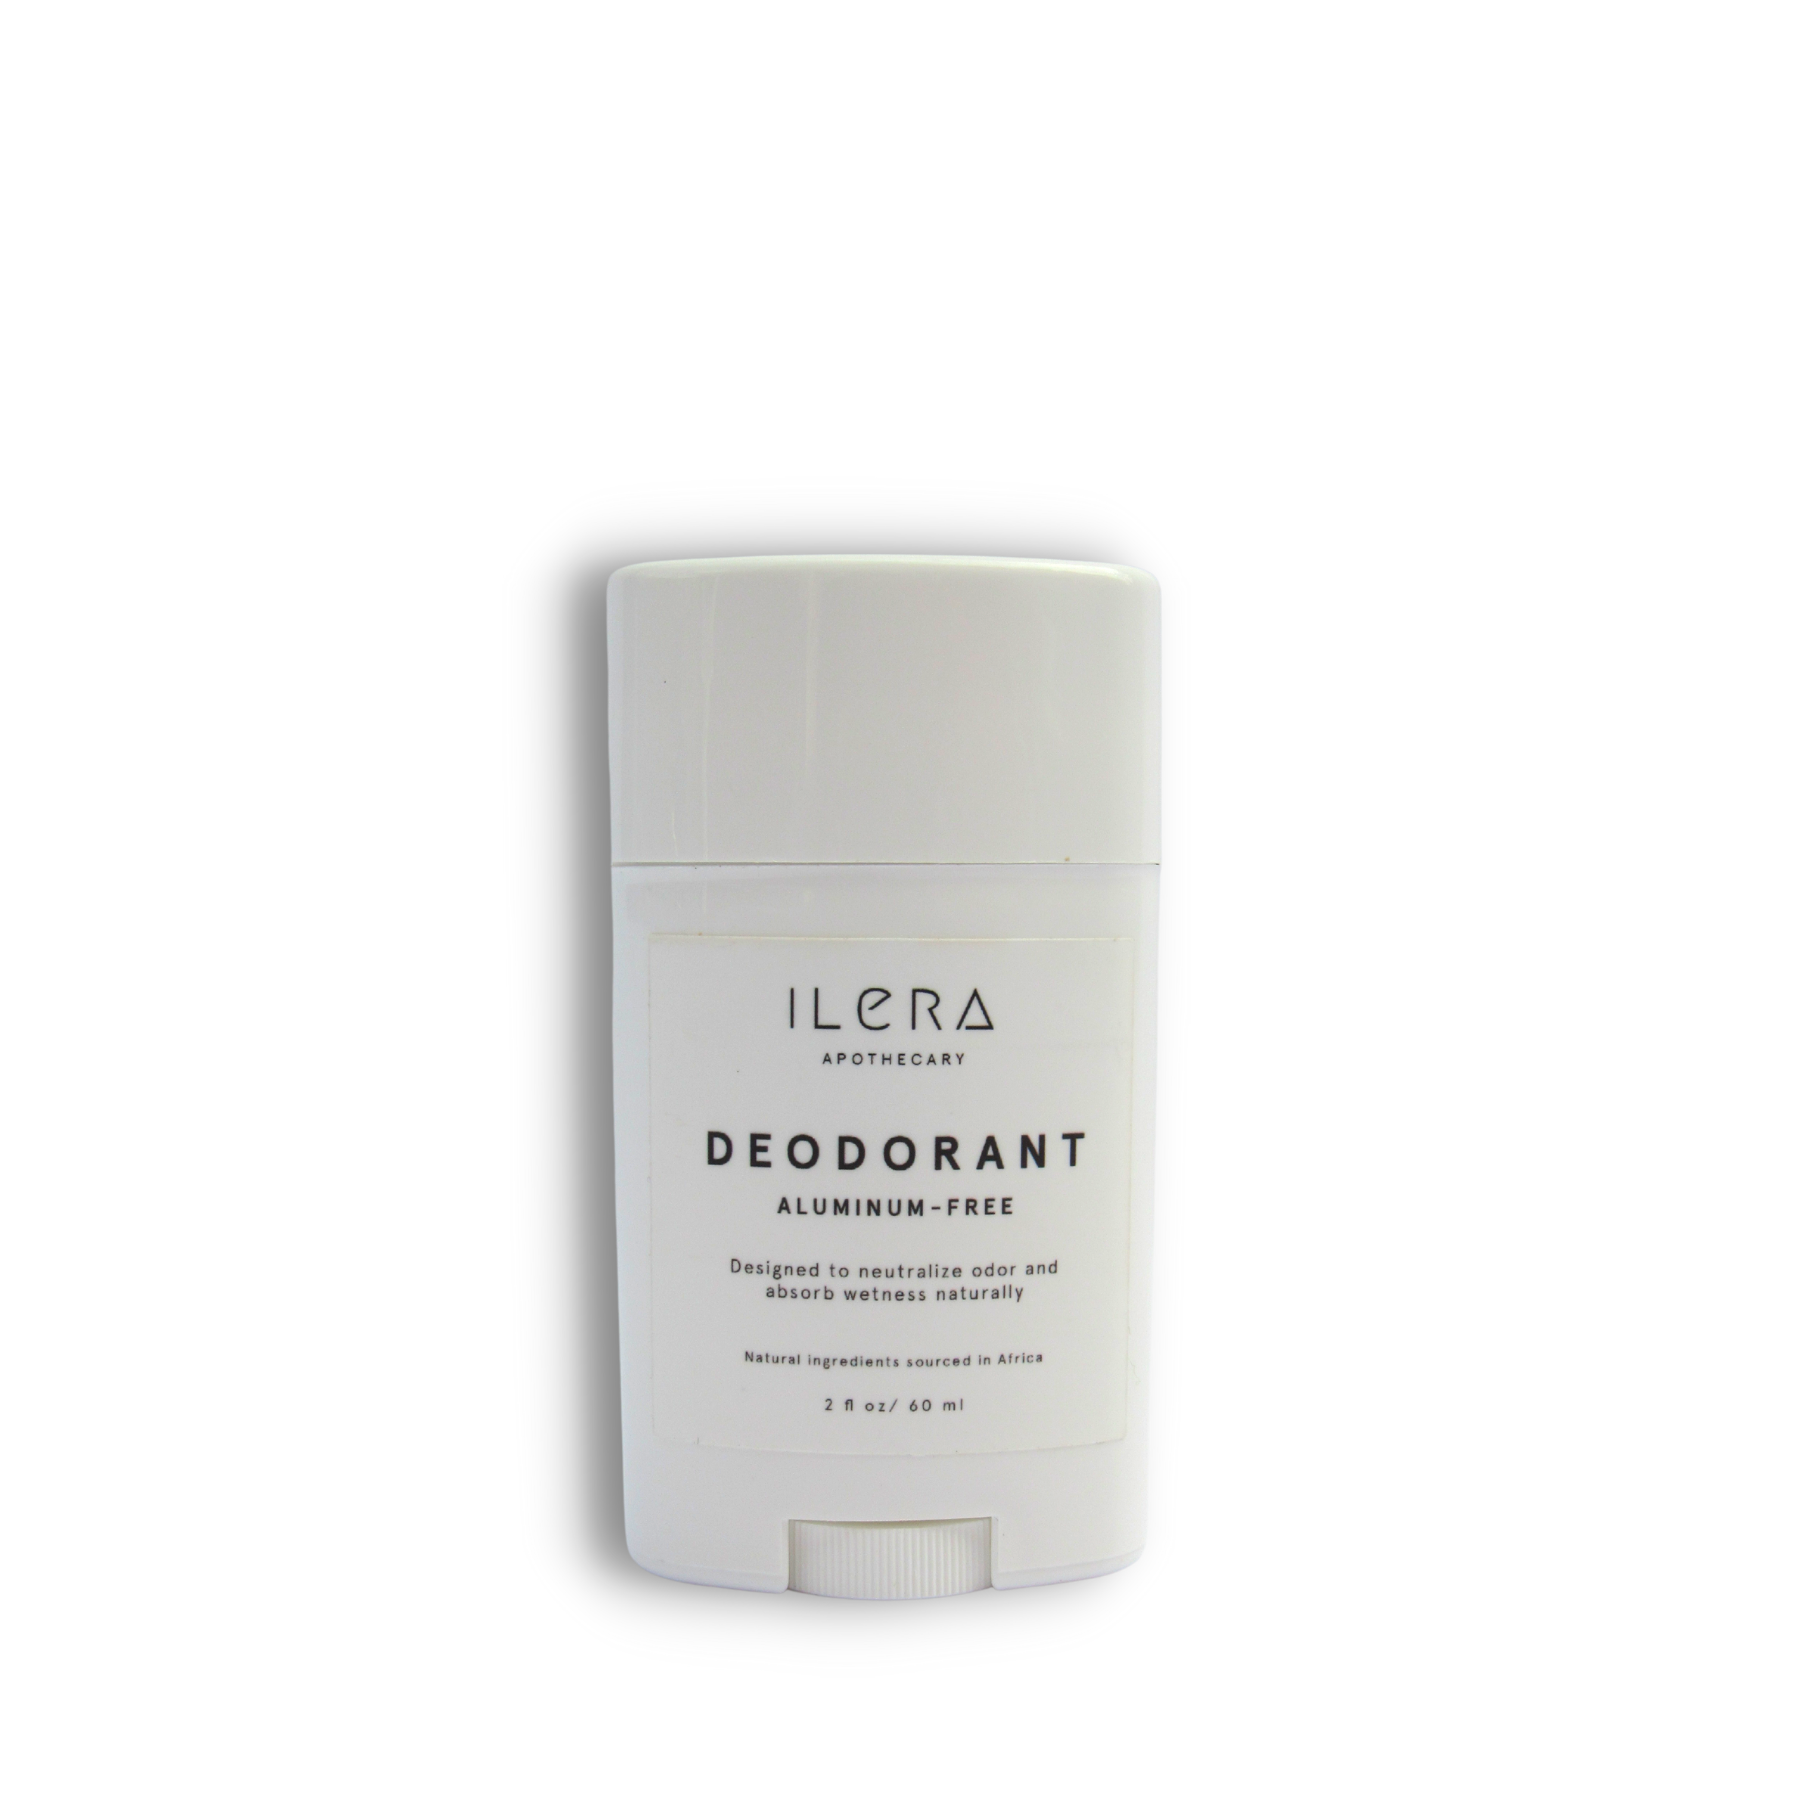 ILERA
APOTHECARY
DEODORANT
ALUMINUM-FREE
Designed to neutralize odor and
absorb wetness naturally
Natural ingredients sourced in Africa
2 fl oz/ 60 ml